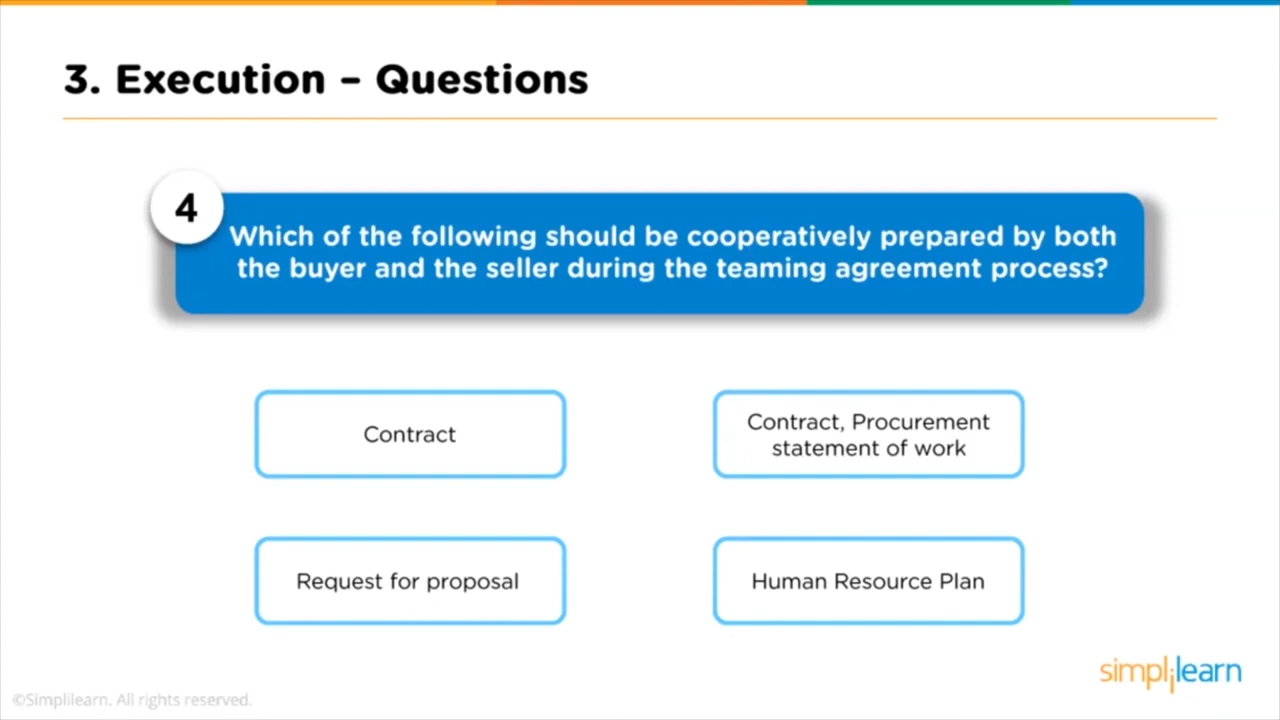 3. Execution – Questions
4
Which of the following should be cooperatively prepared by both
the buyer and the seller during the teaming agreement process?
Contract
Contract, Procurement
statement of work
Request for proposal
Human Resource Plan
simplilearn
©Simplilearn. All rights reserved.